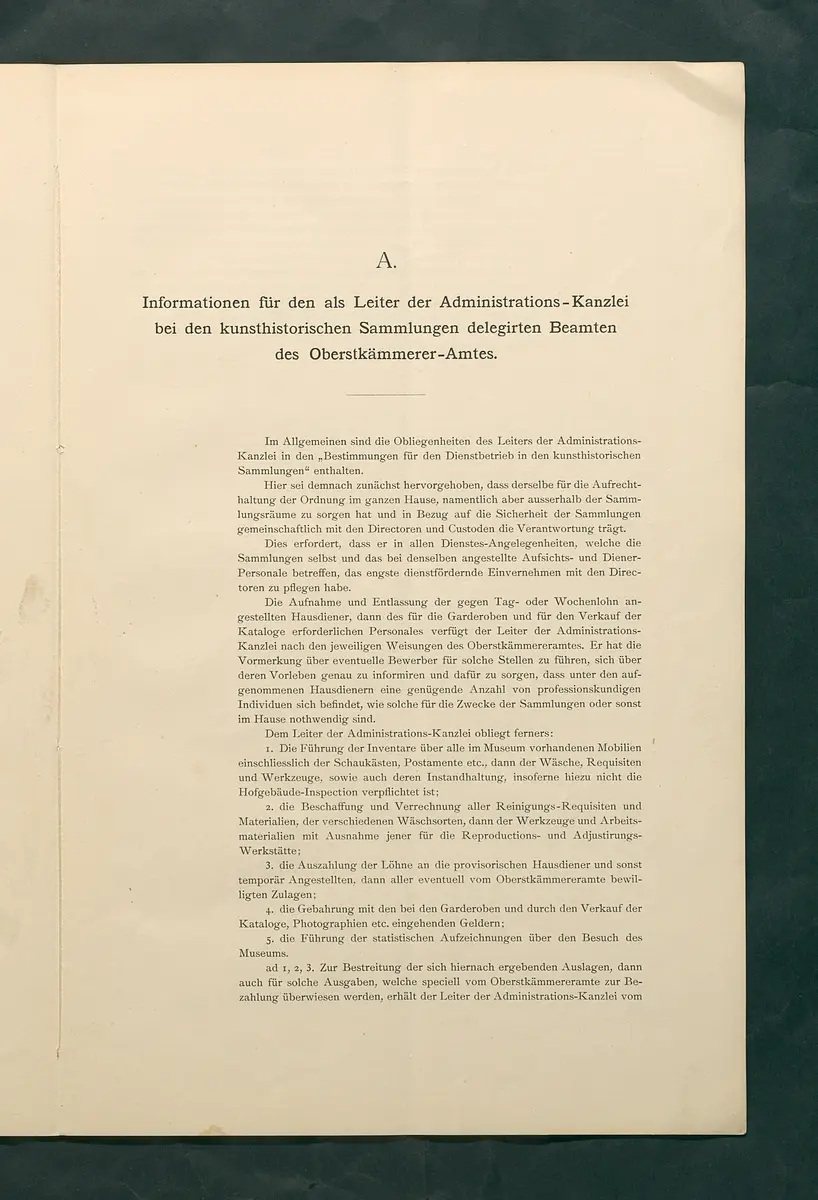 A.
Informationen für den als Leiter der Administrations-Kanzlei
bei den kunsthistorischen Sammlungen delegirten Beamten
des Oberstkämmerer-Amtes.
Im Allgemeinen sind die Obliegenheiten des Leiters der Administrations-
Kanzlei in den „Bestimmungen für den Dienstbetrieb in den kunsthistorischen
Sammlungen“ enthalten.
Hier sei demnach zunächst hervorgehoben, dass derselbe für die Aufrecht-
haltung der Ordnung im ganzen Hause, namentlich aber ausserhalb der Samm-
lungsräume zu sorgen hat und in Bezug auf die Sicherheit der Sammlungen
gemeinschaftlich mit den Directoren und Custoden die Verantwortung trägt.
Dies erfordert, dass er in allen Dienstes-Angelegenheiten, welche die
Sammlungen selbst und das bei denselben angestellte Aufsichts- und Diener-
Personale betreffen, das engste dienstfördernde Einvernehmen mit den Direc-
toren zu pflegen habe.
Die Aufnahme und Entlassung der gegen Tag- oder Wochenlohn an-
gestellten Hausdiener, dann des für die Garderoben und für den Verkauf der
Kataloge erforderlichen Personales verfügt der Leiter der Administrations-
Kanzlei nach den jeweiligen Weisungen des Oberstkämmereramtes. Er hat die
Vormerkung über eventuelle Bewerber für solche Stellen zu führen, sich über
deren Vorleben genau zu informiren und dafür zu sorgen, dass unter den auf-
genommenen Hausdienern eine genügende Anzahl von professionskundigen
Individuen sich befindet, wie solche für die Zwecke der Sammlungen oder sonst
im Hause nothwendig sind.
Dem Leiter der Administrations-Kanzlei obliegt ferners:
1. Die Führung der Inventare über alle im Museum vorhandenen Mobilien
einschliesslich der Schaukästen, Postamente etc., dann der Wäsche, Requisiten
und Werkzeuge, sowie auch deren Instandhaltung, insoferne hiezu nicht die
Hofgebäude-Inspection verpflichtet ist;
2. die Beschaffung und Verrechnung aller Reinigungs-Requisiten und
Materialien, der verschiedenen Wäschsorten, dann der Werkzeuge und Arbeits-
materialien mit Ausnahme jener für die Reproductions- und Adjustirungs-
Werkstätte;
3. die Auszahlung der Löhne an die provisorischen Hausdiener und sonst
temporär Angestellten, dann aller eventuell vom Oberstkämmereramte bewil-
ligten Zulagen;
4. die Gebahrung mit den bei den Garderoben und durch den Verkauf der
Kataloge, Photographien etc. eingehenden Geldern;
5. die Führung der statistischen Aufzeichnungen über den Besuch des
Museums.
ad 1, 2, 3. Zur Bestreitung der sich hiernach ergebenden Auslagen, dann
auch für solche Ausgaben, welche speciell vom Oberstkämmereramte zur Be-
zahlung überwiesen werden, erhält der Leiter der Administrations-Kanzlei vom